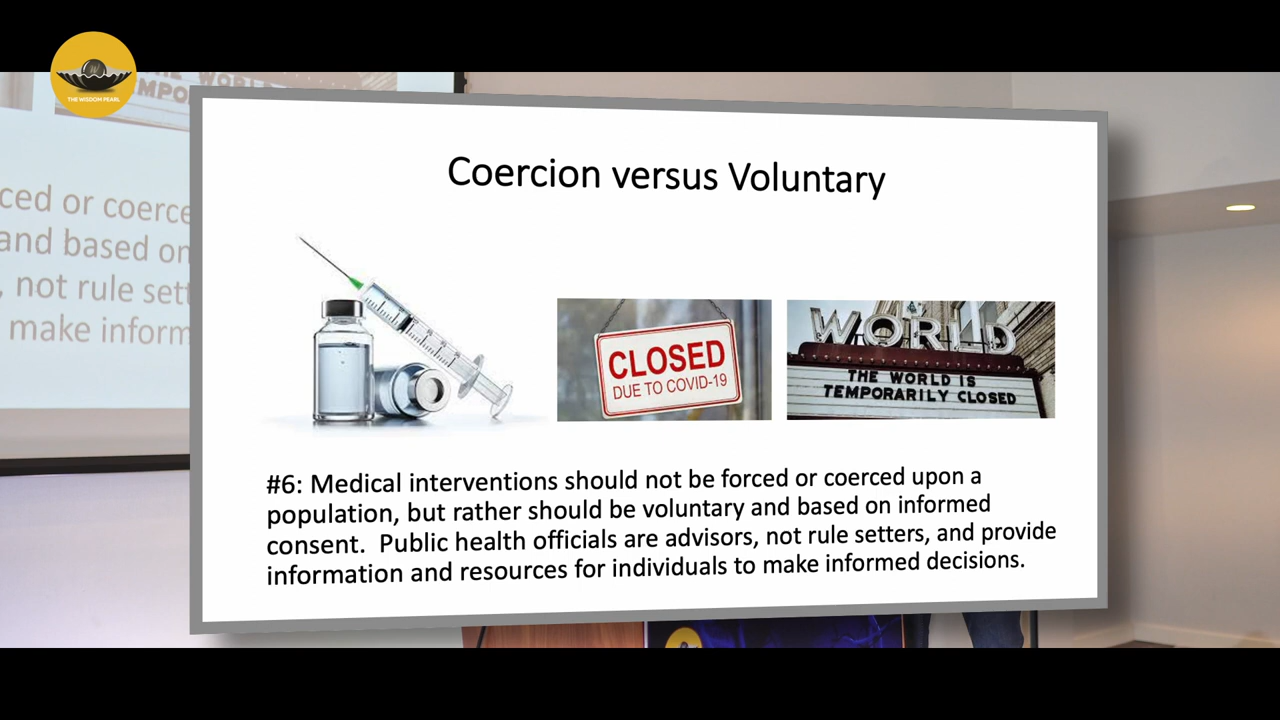 THE WISDOM PEARL
Coercion versus Voluntary
CLOSED
DUE TO COVID-19
WORLD
THE WORLD IS
TEMPORARILY CLOSED
#6: Medical interventions should not be forced or coerced upon a
population, but rather should be voluntary and based on informed
consent. Public health officials are advisors, not rule setters, and provide
information and resources for individuals to make informed decisions.
ced or coerce
and based on
, not rule sett
make inform